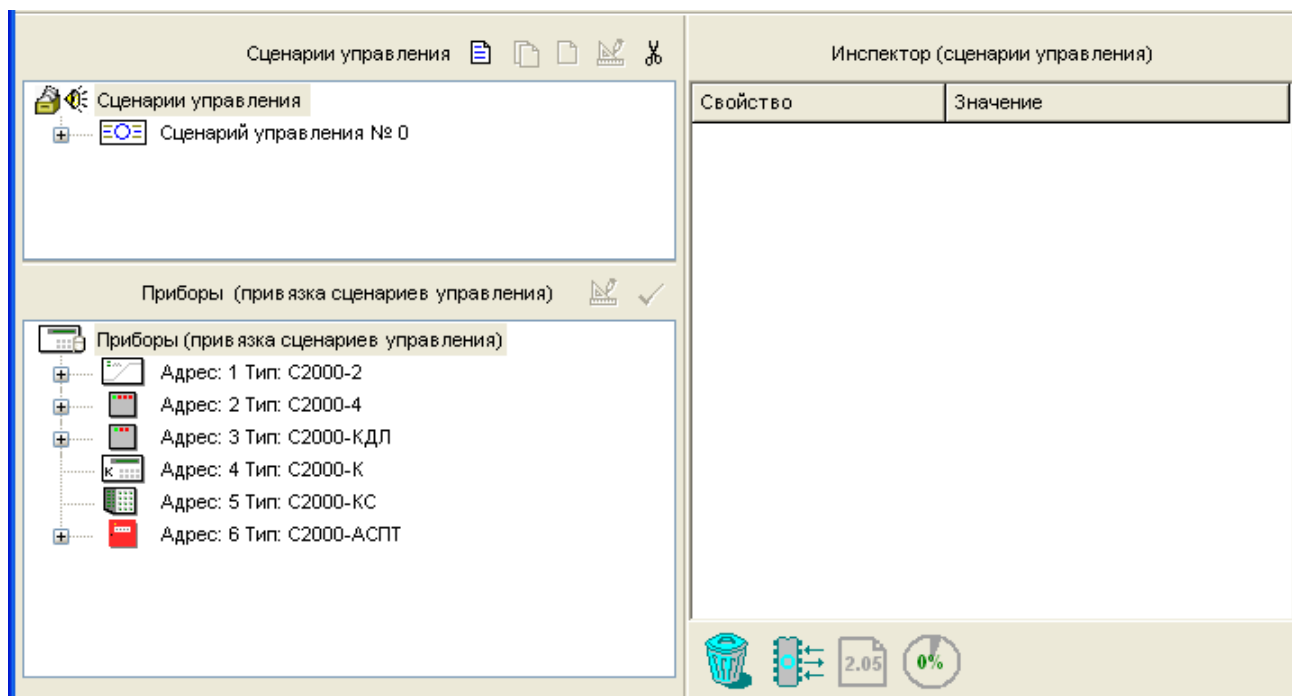 Сценарии управления
Сценарии управления
Сценарий управления № 0
Приборы (привязка сценариев управления)
Приборы (привязка сценариев управления)
Адрес: 1 Тип: С2000-2
Адрес: 2 Тип: С2000-4
Адрес: 3 Тип: С2000-КДЛ
К
Адрес: 4 Тип: С2000-К
Адрес: 5 Тип: С2000-КС
Адрес: 6 Тип: С2000-АСПТ
Инспектор (сценарии управления)
Свойство Значение
2.05 0%